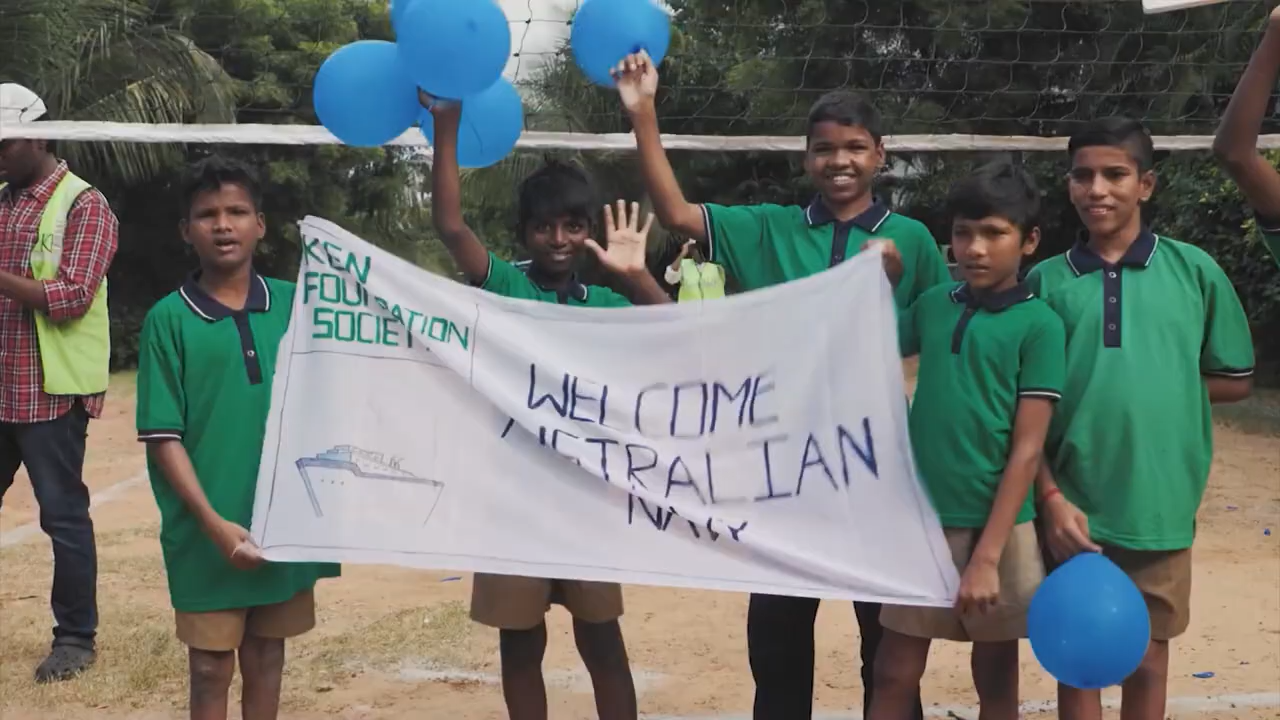 KEN
FOUNDATION
SOCIETY
WELCOME
AUSTRALIAN
NAVY